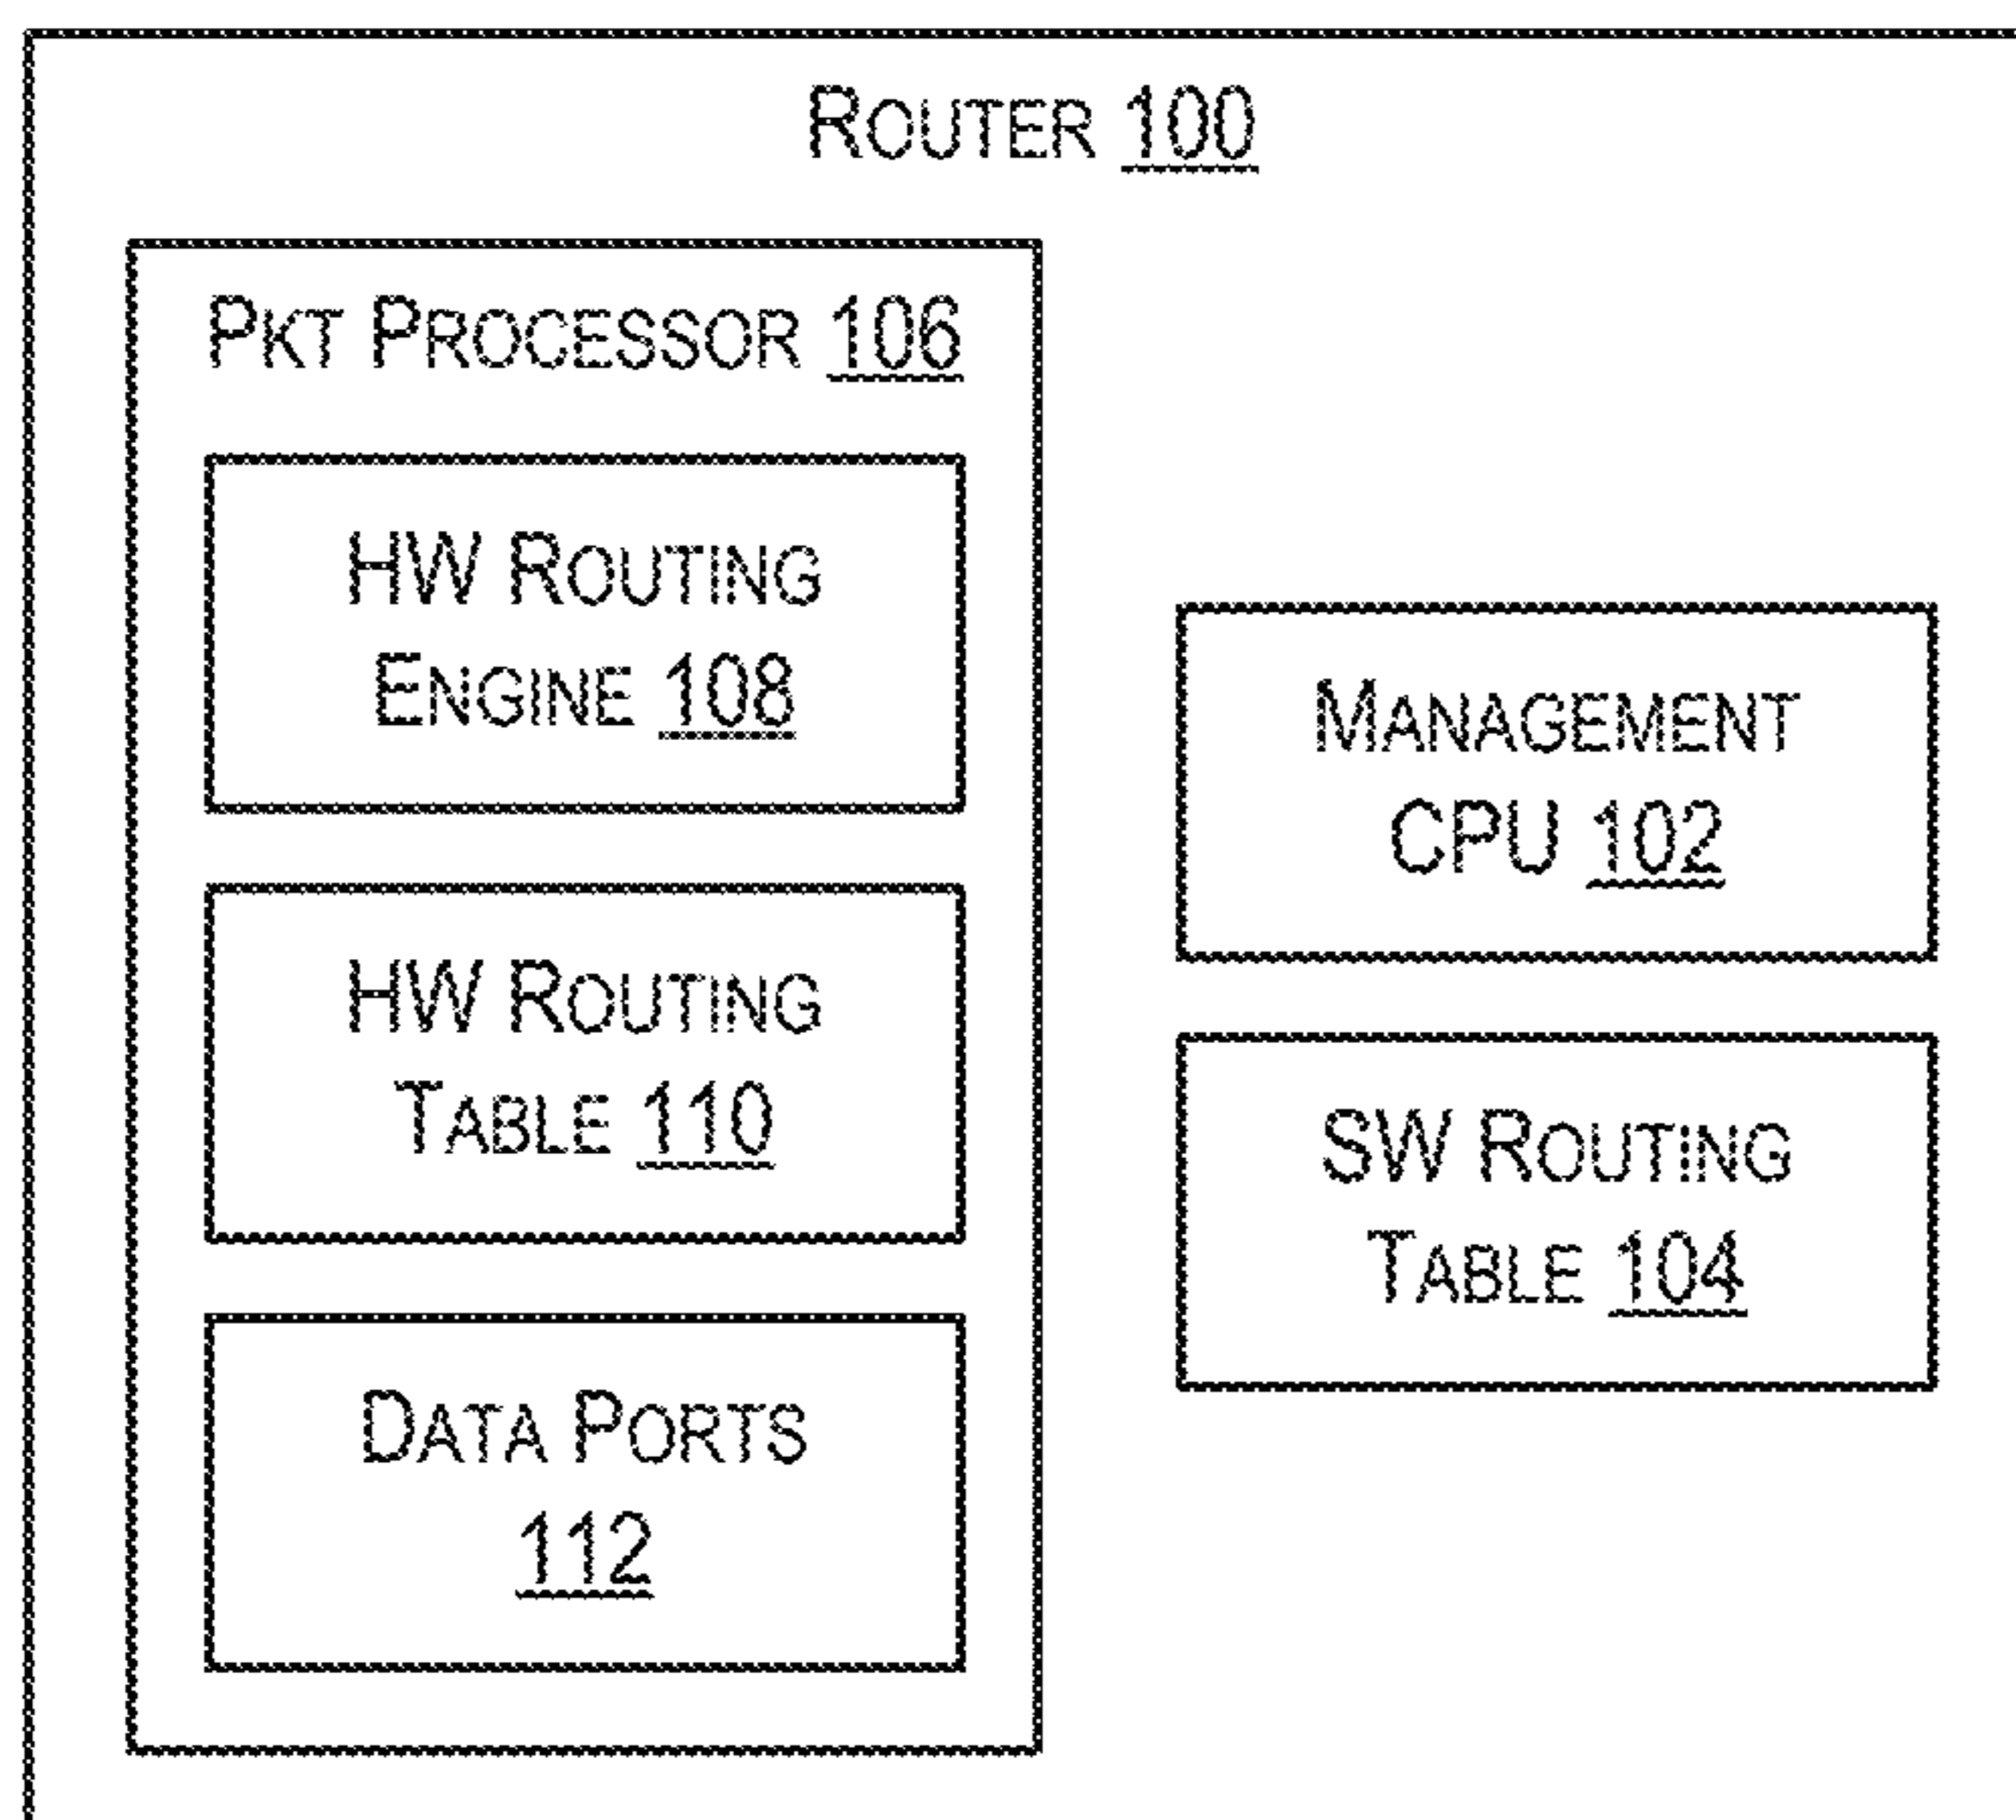 ROUTER 100
PKT PROCESSOR 106
HW ROUTING
ENGINE 108
HW ROUTING
TABLE 110
DATA PORTS
112
MANAGEMENT
CPU 102
SW ROUTING
TABLE 104